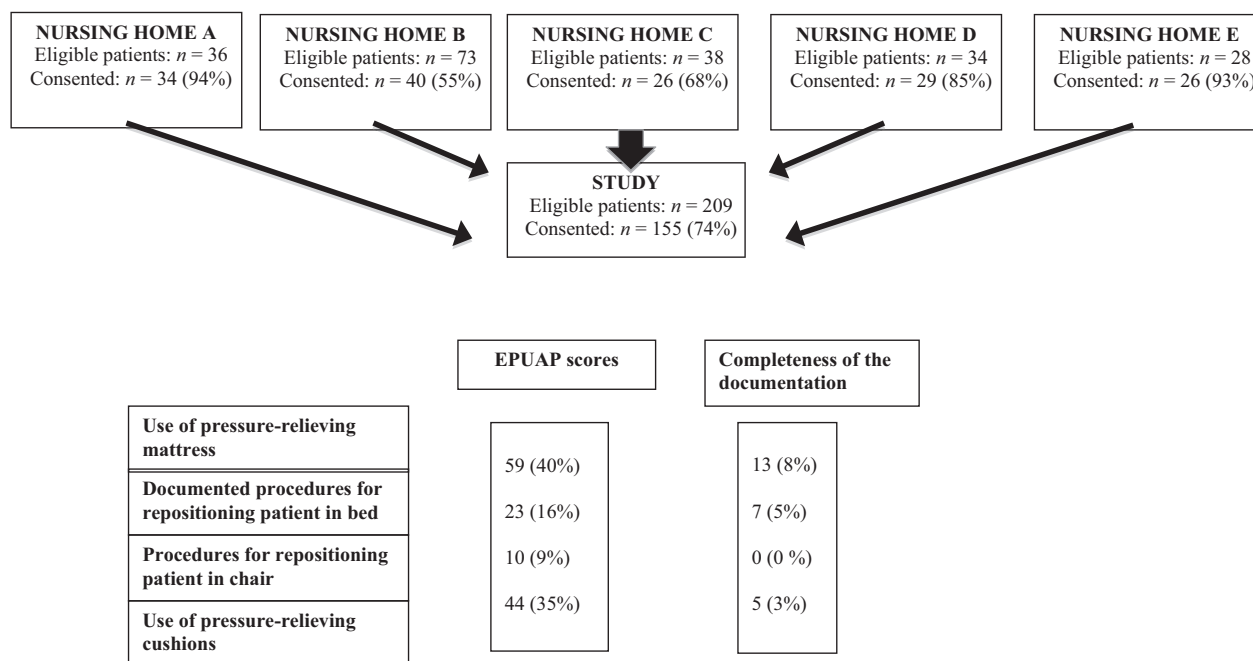 NURSING HOME A
Eligible patients: n = 36
Consented: n = 34 (94%)
NURSING HOME B
Eligible patients: n = 73
Consented: n = 40 (55%)
NURSING HOME C
Eligible patients: n = 38
Consented: n = 26 (68%)
NURSING HOME D
Eligible patients: n = 34
Consented: n = 29 (85%)
NURSING HOME E
Eligible patients: n = 28
Consented: n = 26 (93%)
STUDY
Eligible patients: n = 209
Consented: n = 155 (74%)
EPUAP scores
Completeness of the
documentation
Use of pressure-relieving
mattress
59 (40%)
13 (8%)
Documented procedures for
repositioning patient in bed
23 (16%)
7 (5%)
Procedures for repositioning
patient in chair
10 (9%)
0 (0 %)
Use of pressure-relieving
cushions
44 (35%)
5 (3%)